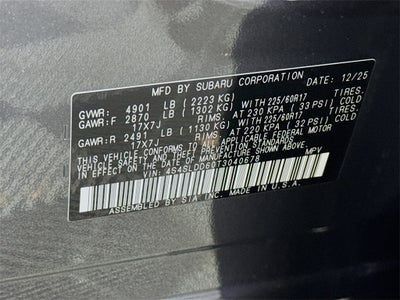 MFD BY SUBARU CORPORATION DATE: 12/25
GVWR: 4901 LB (2223 KG)
GAWR:F 2870 LB (1302 KG) WITH 225/60R17 TIRES.
17X7J RIMS. AT 230 KPA (33 PSI) COLD
GAWR:R 2491 LB (1130 KG) WITH 225/60R17 TIRES.
17X7J RIMS. AT 220 KPA (32 PSI) COLD
THIS VEHICLE CONFORMS TO ALL APPLICABLE FEDERAL MOTOR
VEHICLE SAFETY STANDARDS IN EFFECT ON THE
DATE OF MANUFACTURE SHOWN ABOVE.
VIN: 4S4SLDD60T3040678 MPV
ASSEMBLED BY SIA, INC. MADE IN U.S.A.